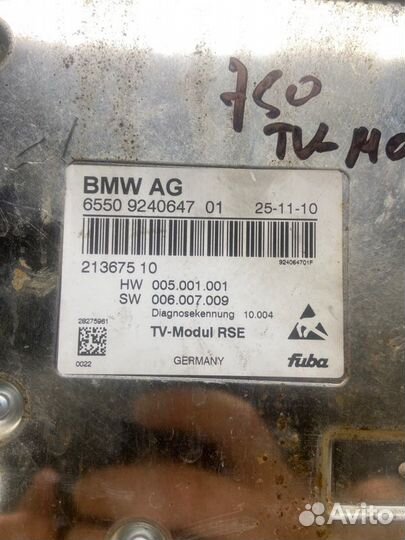 750
TV-MO
BMW AG
6550 9240647 01 25-11-10
924064701F
213675 10
HW 005.001.001
SW 006.007.009
Diagnosekennung 10.004
28275961
TV-Modul RSE
0022
GERMANY
fuba
Avito